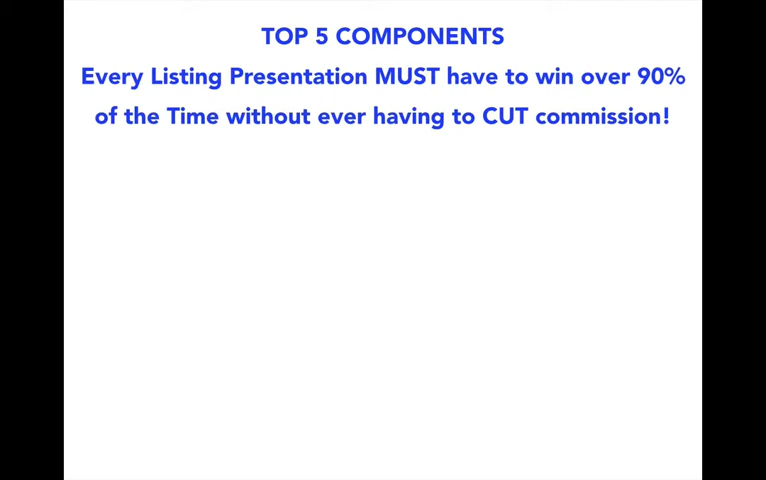 TOP 5 COMPONENTS
Every Listing Presentation MUST have to win over 90%
of the Time without ever having to CUT commission!